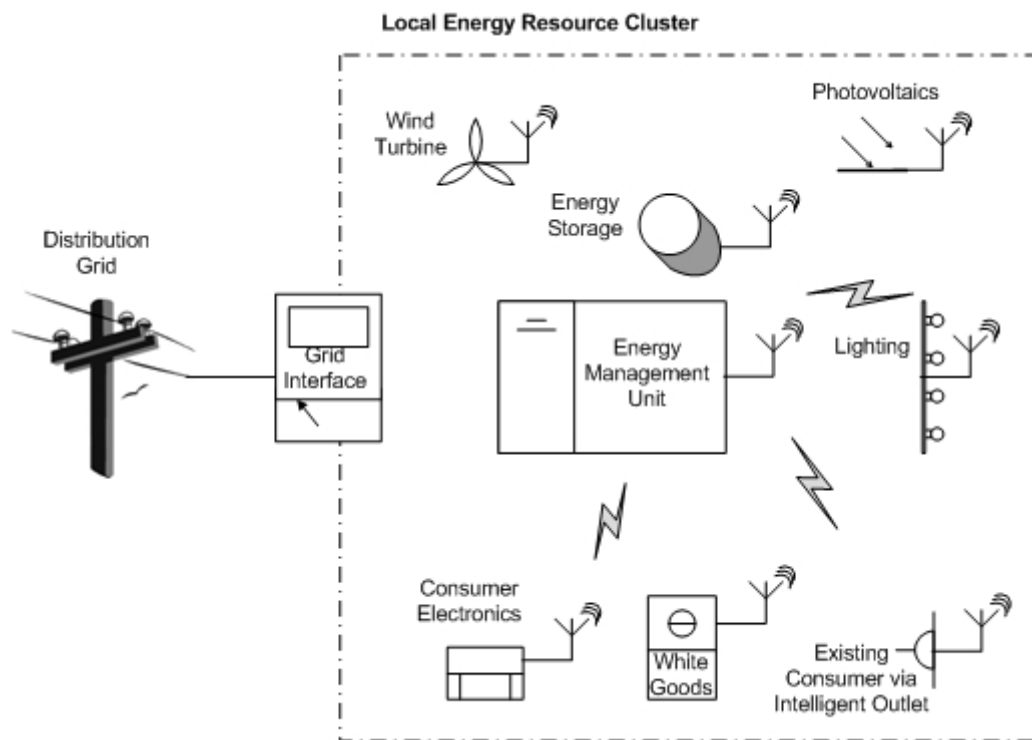 Local Energy Resource Cluster
Wind
Turbine
Photovoltaics
Energy
Storage
Distribution
Grid
Grid
Interface
Energy
Management
Unit
Lighting
Consumer
Electronics
White
Goods
Existing
Consumer via
Intelligent Outlet